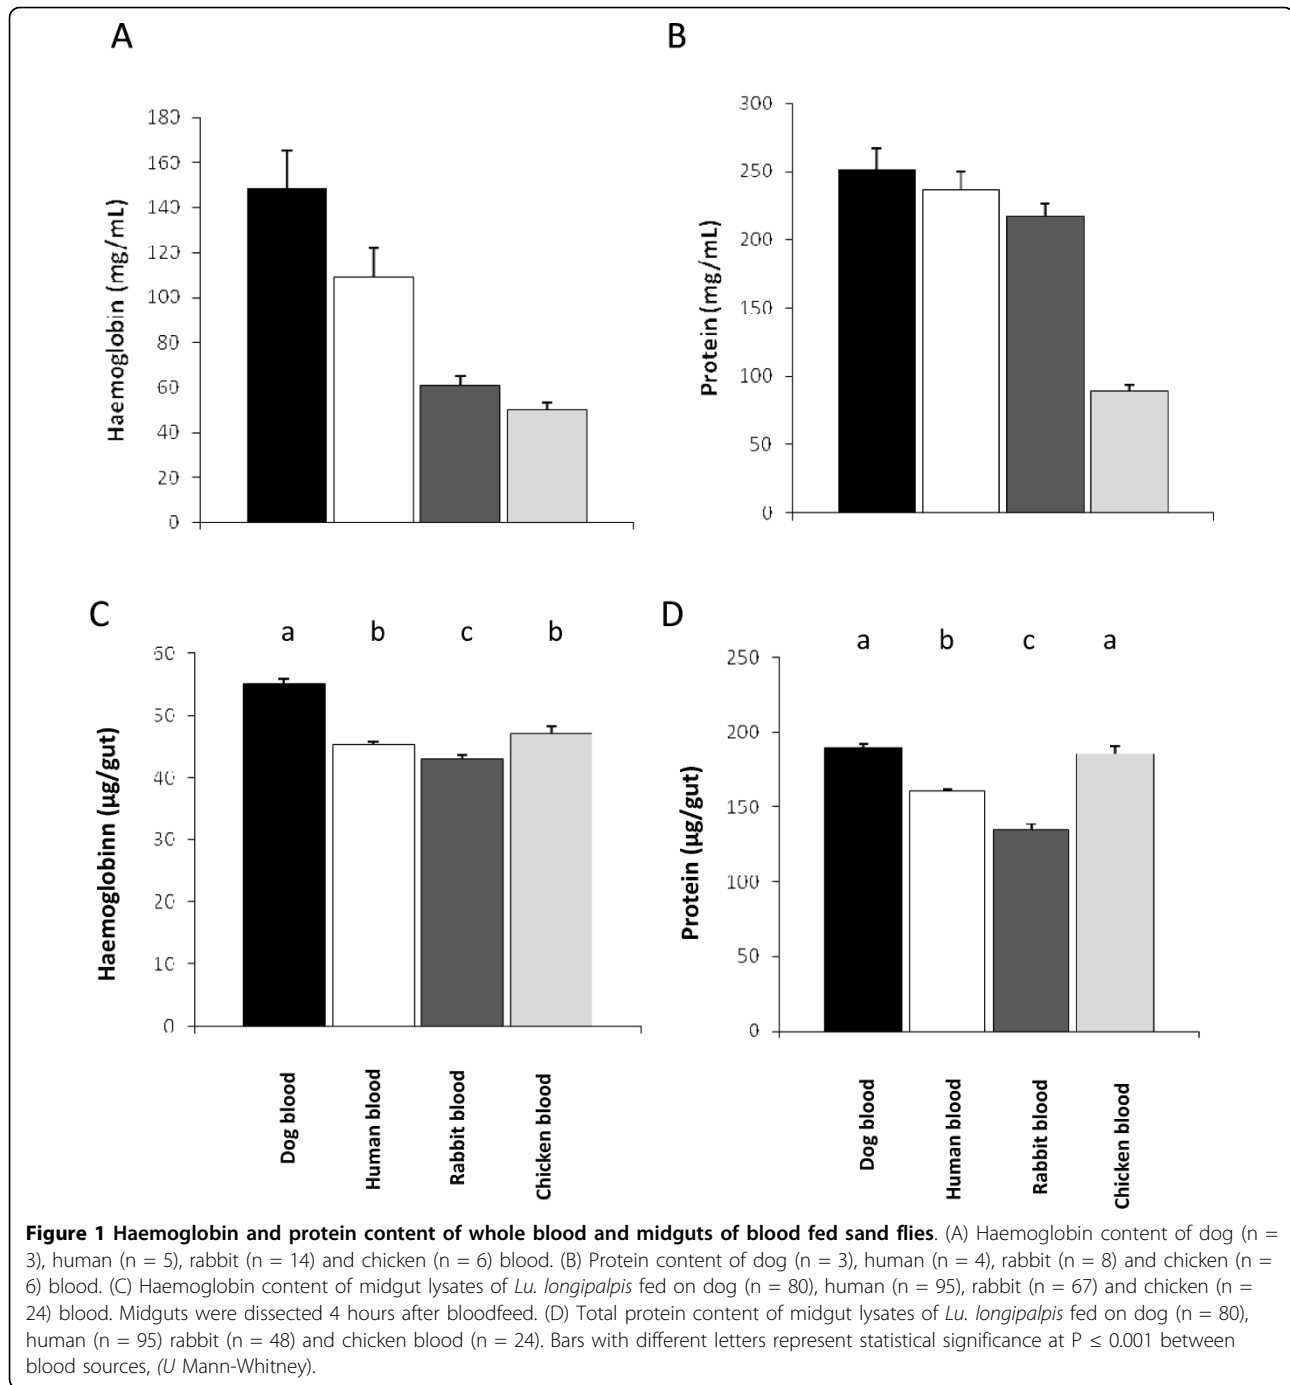 A
B
Haemoglobin (mg/mL)
180
160
140
120
100
80
60
40
20
0
Protein (mg/mL)
300
250
200
150
100
50
0
C
a b c b
Haemoglobinn (µg/gut)
60
50
40
30
20
10
0
Dog blood
Human blood
Rabbit blood
Chicken blood
D
a b c a
Protein (µg/gut)
250
200
150
100
50
0
Dog blood
Human blood
Rabbit blood
Chicken blood
Figure 1 Haemoglobin and protein content of whole blood and midguts of blood fed sand flies. (A) Haemoglobin content of dog (n =
3), human (n = 5), rabbit (n = 14) and chicken (n = 6) blood. (B) Protein content of dog (n = 3), human (n = 4), rabbit (n = 8) and chicken (n =
6) blood. (C) Haemoglobin content of midgut lysates of Lu. longipalpis fed on dog (n = 80), human (n = 95), rabbit (n = 67) and chicken (n =
24) blood. Midguts were dissected 4 hours after bloodfeed. (D) Total protein content of midgut lysates of Lu. longipalpis fed on dog (n = 80),
human (n = 95) rabbit (n = 48) and chicken blood (n = 24). Bars with different letters represent statistical significance at P ≤ 0.001 between
blood sources, (U Mann-Whitney).